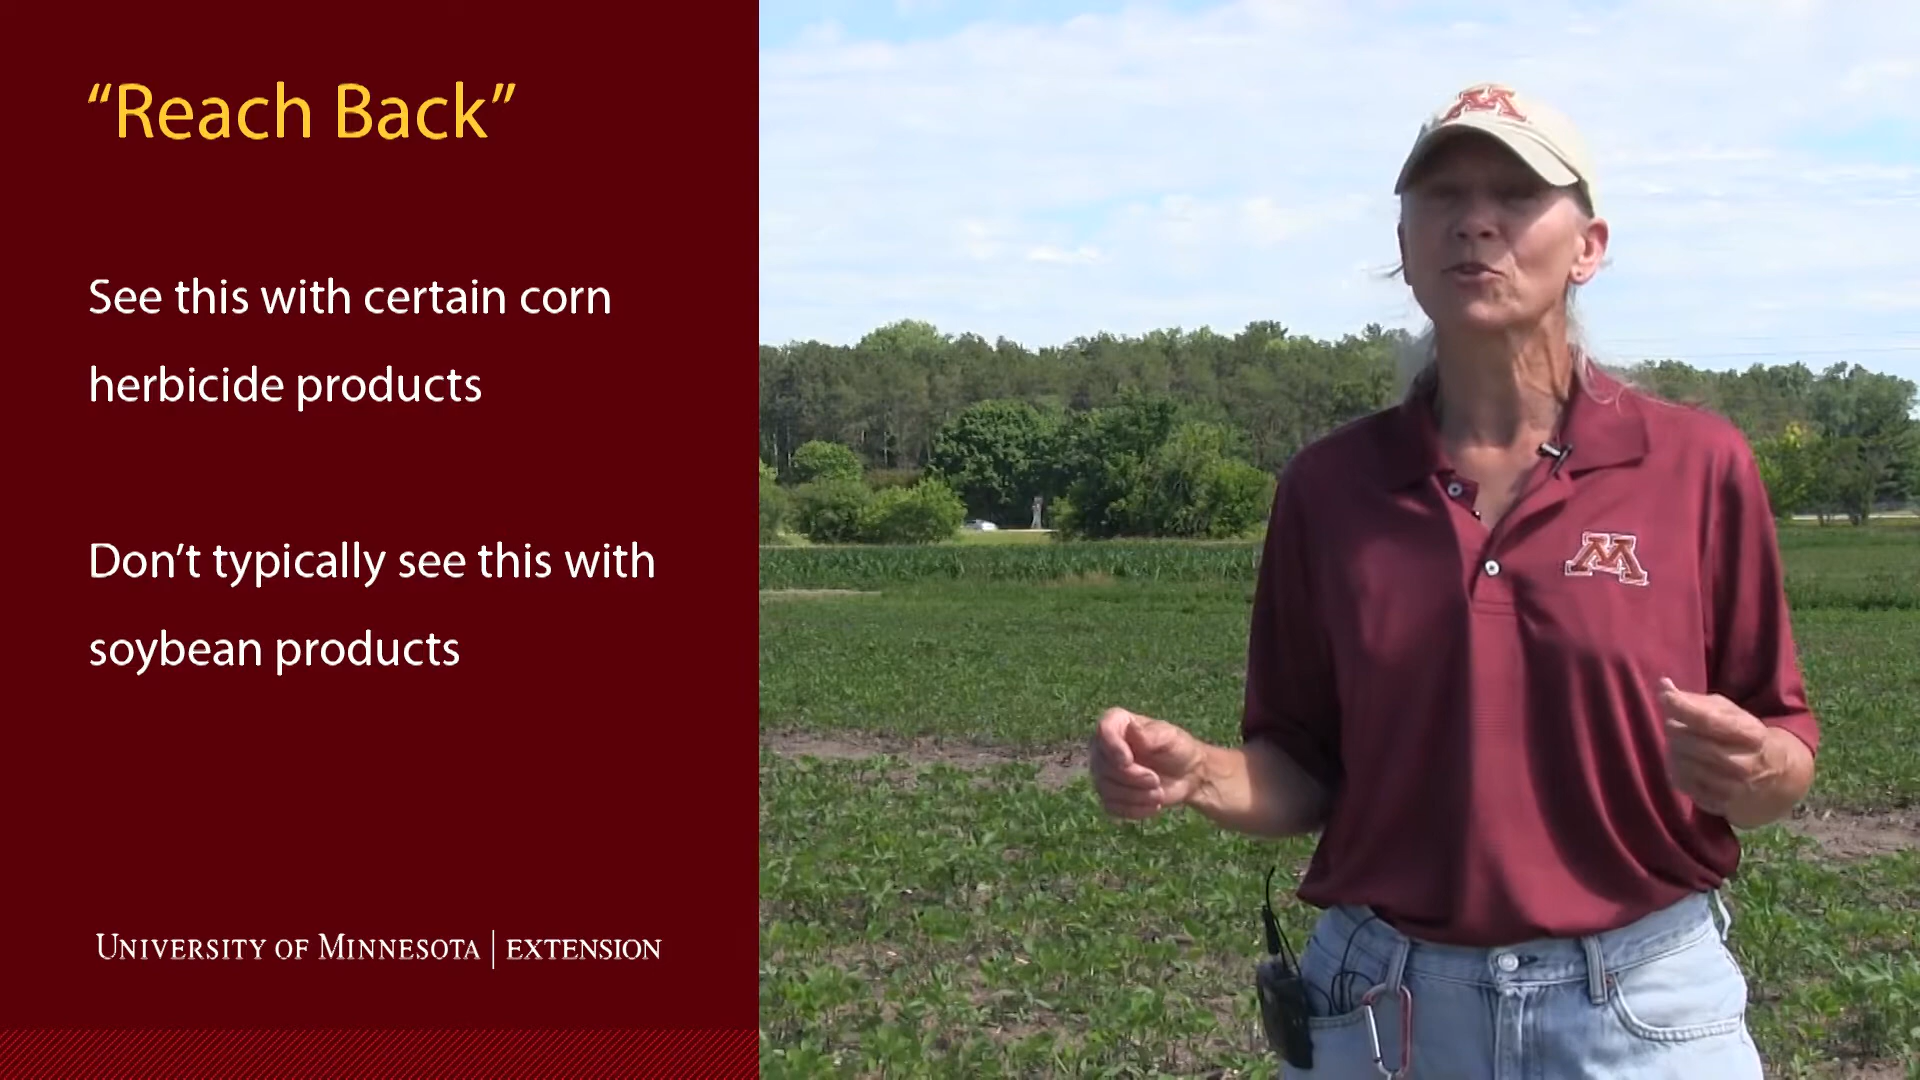 “Reach Back”
See this with certain corn
herbicide products
Don’t typically see this with
soybean products
UNIVERSITY OF MINNESOTA | EXTENSION
M
M